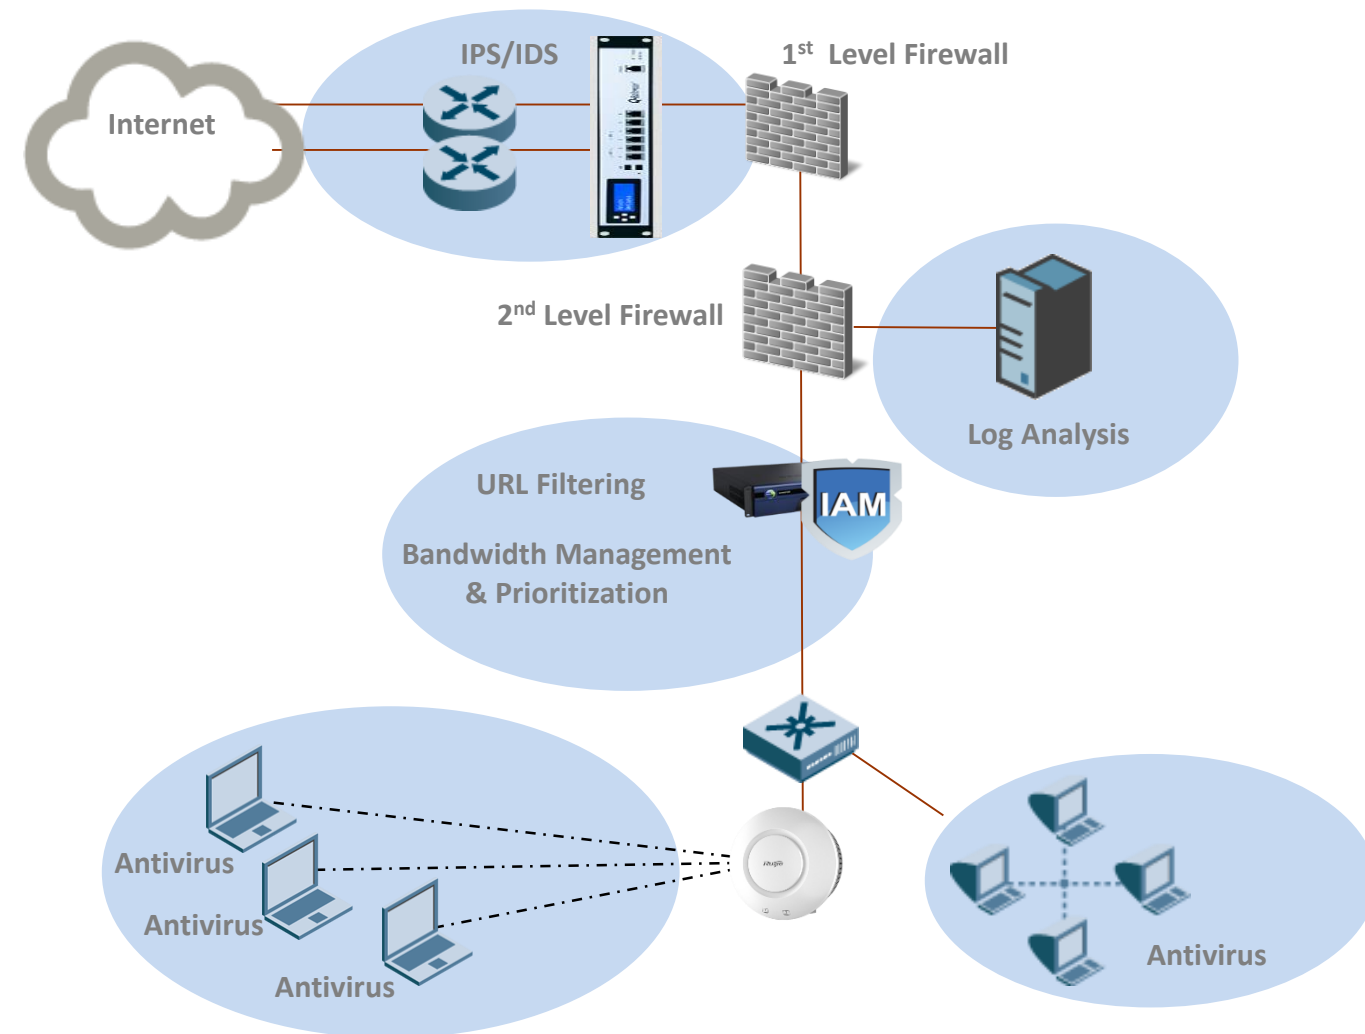 IPS/IDS
1st Level Firewall
Internet
2nd Level Firewall
Log Analysis
URL Filtering
IAM
Bandwidth Management
& Prioritization
Antivirus
Antivirus
Antivirus
Antivirus